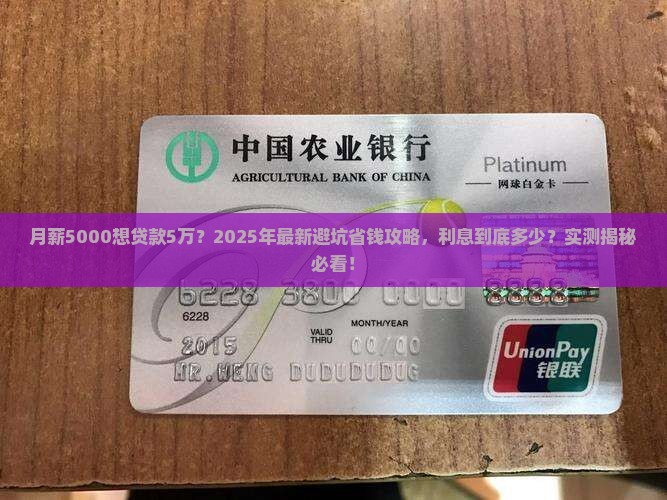 中国农业银行
AGRICULTURAL BANK OF CHINA
Platinum
网球白金卡
月薪5000想贷款5万？2025年最新避坑省钱攻略，利息到底多少？实测揭秘
必看！
6228 3800 0000 8888
6228
MONTH/YEAR
VALID
THRU
2015 00/00
MR.HENG DUDUDUDUG
UnionPay
银联